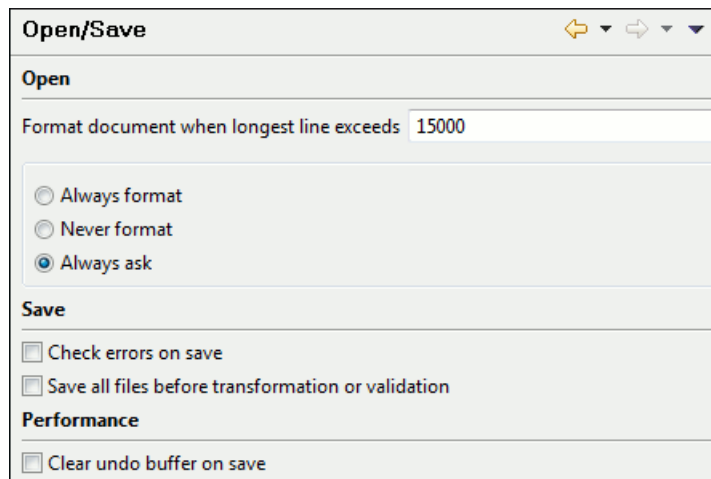 Open/Save
Open
Format document when longest line exceeds 15000
Always format
Never format
Always ask
Save
Check errors on save
Save all files before transformation or validation
Performance
Clear undo buffer on save